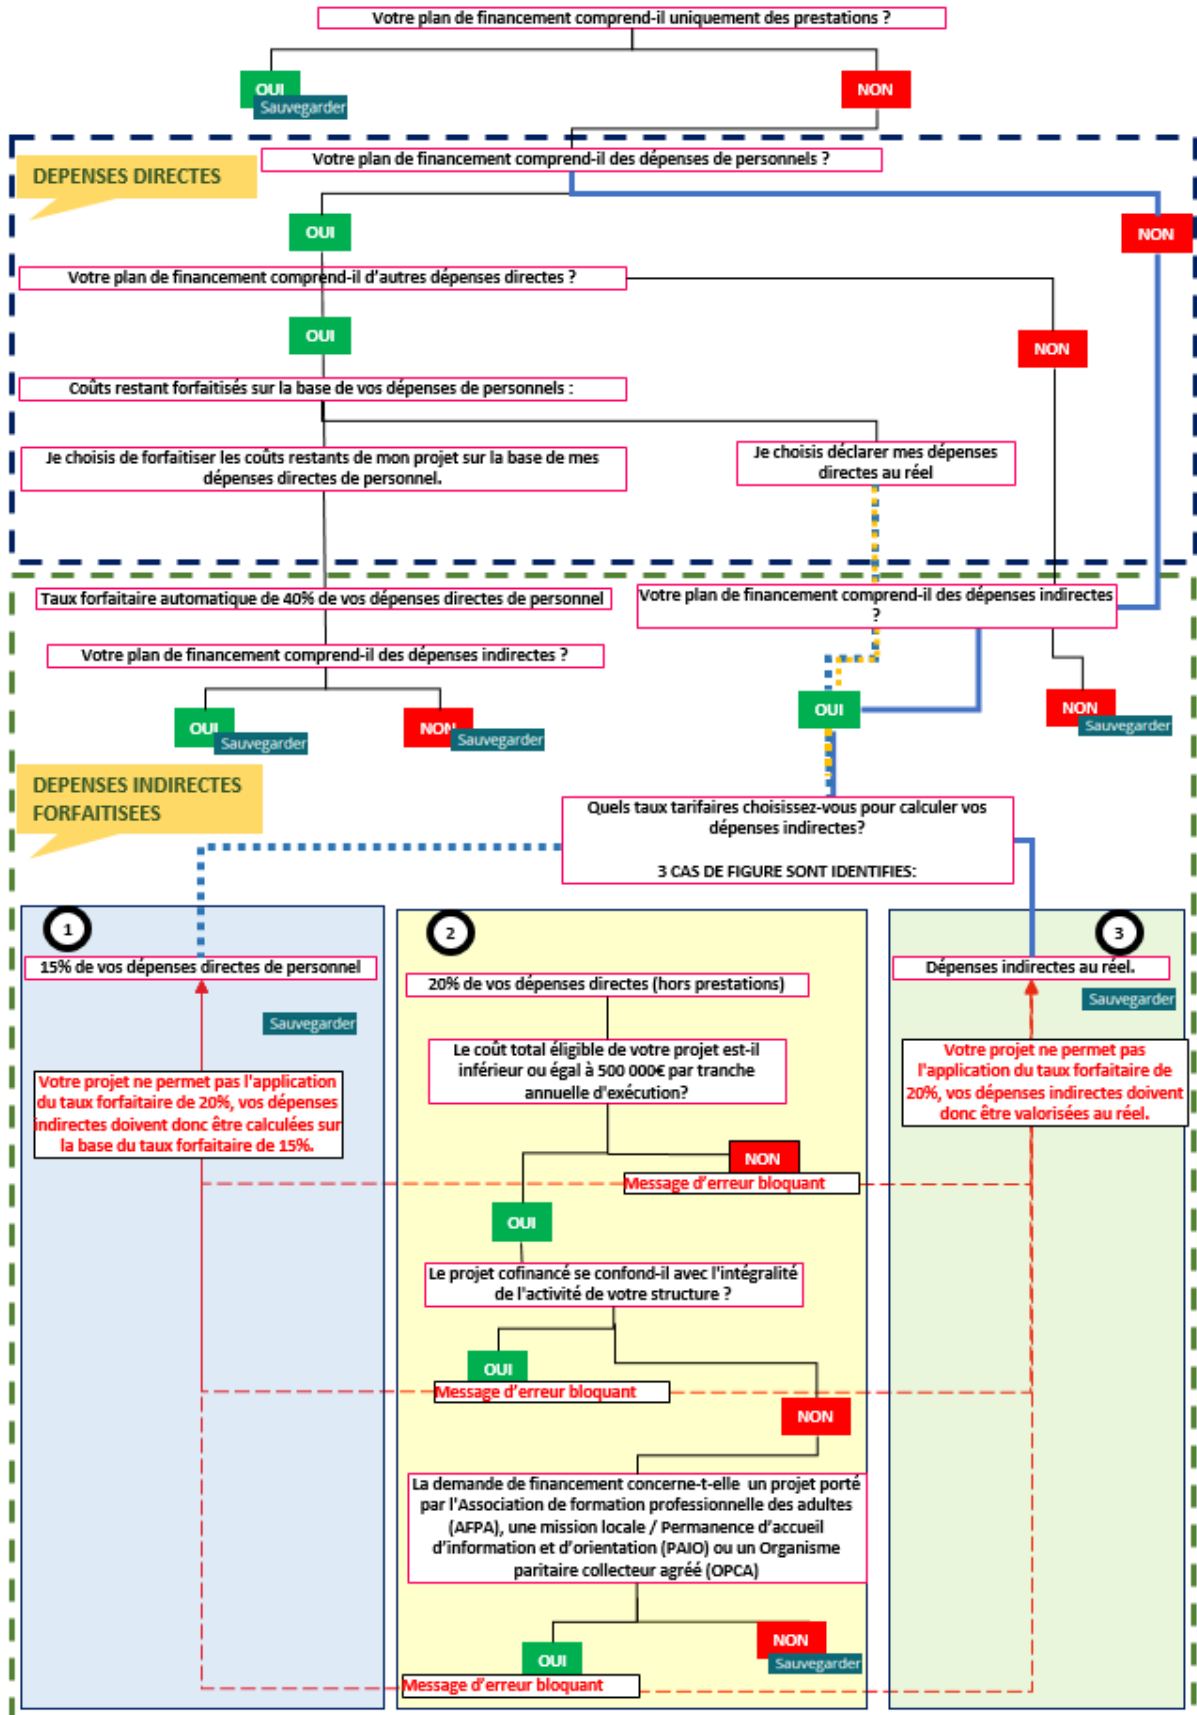 Votre plan de financement comprend-il uniquement des prestations ?
OUI
Sauvegarder
NON
DEPENSES DIRECTES
Votre plan de financement comprend-il des dépenses de personnels ?
OUI
NON
Votre plan de financement comprend-il d'autres dépenses directes ?
OUI
NON
Coûts restant forfaitisés sur la base de vos dépenses de personnels :
Je choisis de forfaitiser les coûts restants de mon projet sur la base de mes
dépenses directes de personnel.
Je choisis déclarer mes dépenses
directes au réel
Taux forfaitaire automatique de 40% de vos dépenses directes de personnel
Votre plan de financement comprend-il des dépenses indirectes
?
Votre plan de financement comprend-il des dépenses indirectes ?
OUI
Sauvegarder
NON
Sauvegarder
OUI
NON
Sauvegarder
DEPENSES INDIRECTES
FORFAITISEES
Quels taux tarifaires choisissez-vous pour calculer vos
dépenses indirectes?
3 CAS DE FIGURE SONT IDENTIFIES:
1
15% de vos dépenses directes de personnel
Sauvegarder
Votre projet ne permet pas l'application
du taux forfaitaire de 20%, vos dépenses
indirectes doivent donc être calculées sur
la base du taux forfaitaire de 15%.
2
20% de vos dépenses directes (hors prestations)
Le coût total éligible de votre projet est-il
inférieur ou égal à 500 000€ par tranche
annuelle d'exécution?
NON
Message d'erreur bloquant
OUI
Le projet cofinancé se confond-il avec l'intégralité
de l'activité de votre structure ?
OUI
Message d'erreur bloquant
NON
La demande de financement concerne-t-elle un projet porté
par l'Association de formation professionnelle des adultes
(AFPA), une mission locale / Permanence d'accueil
d'information et d'orientation (PAIO) ou un Organisme
paritaire collecteur agréé (OPCA)
OUI
Message d'erreur bloquant
NON
Sauvegarder
3
Dépenses indirectes au réel.
Sauvegarder
Votre projet ne permet pas
l'application du taux forfaitaire de
20%, vos dépenses indirectes doivent
donc être valorisées au réel.